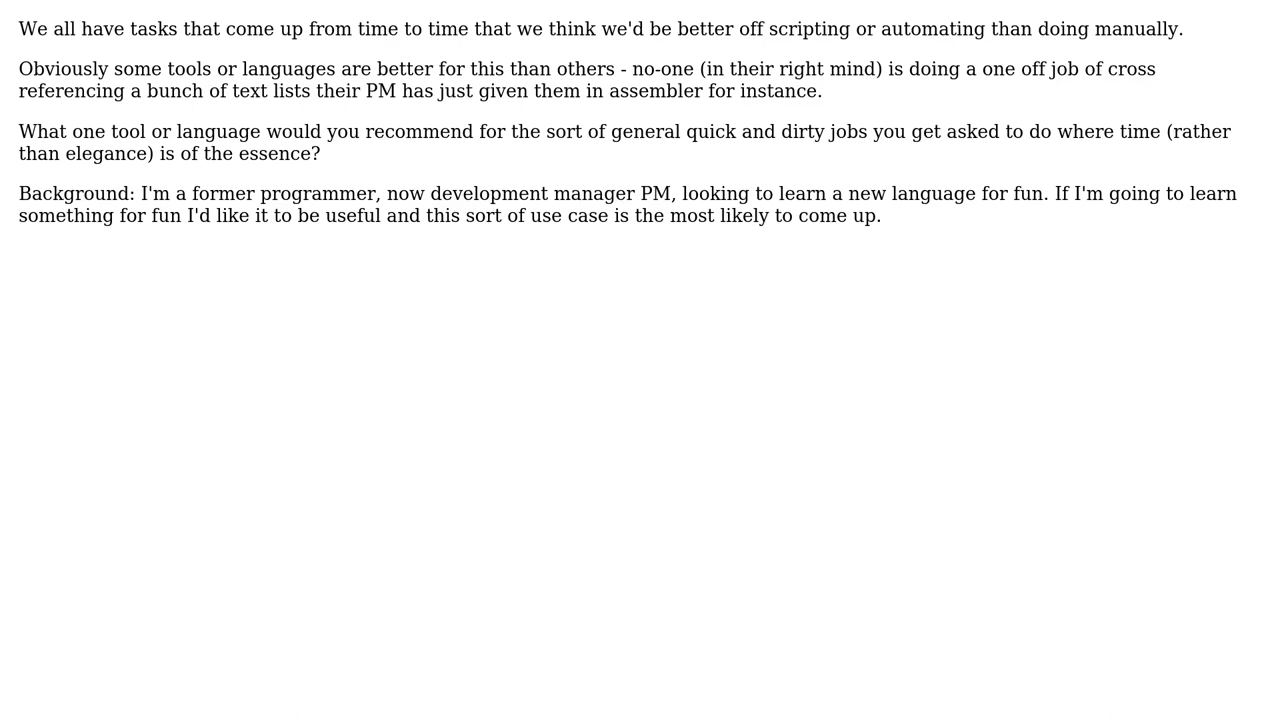 We all have tasks that come up from time to time that we think we'd be better off scripting or automating than doing manually.
Obviously some tools or languages are better for this than others - no-one (in their right mind) is doing a one off job of cross
referencing a bunch of text lists their PM has just given them in assembler for instance.
What one tool or language would you recommend for the sort of general quick and dirty jobs you get asked to do where time (rather
than elegance) is of the essence?
Background: I'm a former programmer, now development manager PM, looking to learn a new language for fun. If I'm going to learn
something for fun I'd like it to be useful and this sort of use case is the most likely to come up.